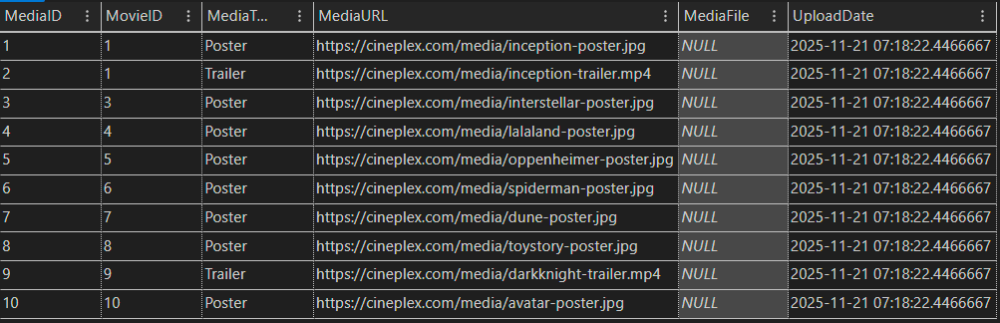 MediaID MovieID MediaT... MediaURL MediaFile UploadDate
1 1 Poster https://cineplex.com/media/inception-poster.jpg NULL 2025-11-21 07:18:22.4466667
2 1 Trailer https://cineplex.com/media/inception-trailer.mp4 NULL 2025-11-21 07:18:22.4466667
3 3 Poster https://cineplex.com/media/interstellar-poster.jpg NULL 2025-11-21 07:18:22.4466667
4 4 Poster https://cineplex.com/media/lalaland-poster.jpg NULL 2025-11-21 07:18:22.4466667
5 5 Poster https://cineplex.com/media/oppenheimer-poster.jpg NULL 2025-11-21 07:18:22.4466667
6 6 Poster https://cineplex.com/media/spiderman-poster.jpg NULL 2025-11-21 07:18:22.4466667
7 7 Poster https://cineplex.com/media/dune-poster.jpg NULL 2025-11-21 07:18:22.4466667
8 8 Poster https://cineplex.com/media/toystory-poster.jpg NULL 2025-11-21 07:18:22.4466667
9 9 Trailer https://cineplex.com/media/darkknight-trailer.mp4 NULL 2025-11-21 07:18:22.4466667
10 10 Poster https://cineplex.com/media/avatar-poster.jpg NULL 2025-11-21 07:18:22.4466667